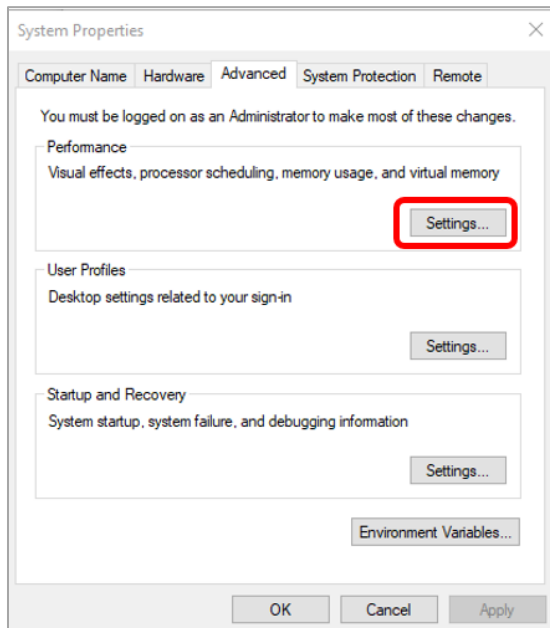 System Properties
Computer Name Hardware Advanced System Protection Remote
You must be logged on as an Administrator to make most of these changes.
Performance
Visual effects, processor scheduling, memory usage, and virtual memory
Settings...
User Profiles
Desktop settings related to your sign-in
Settings...
Startup and Recovery
System startup, system failure, and debugging information
Settings...
Environment Variables...
OK Cancel Apply